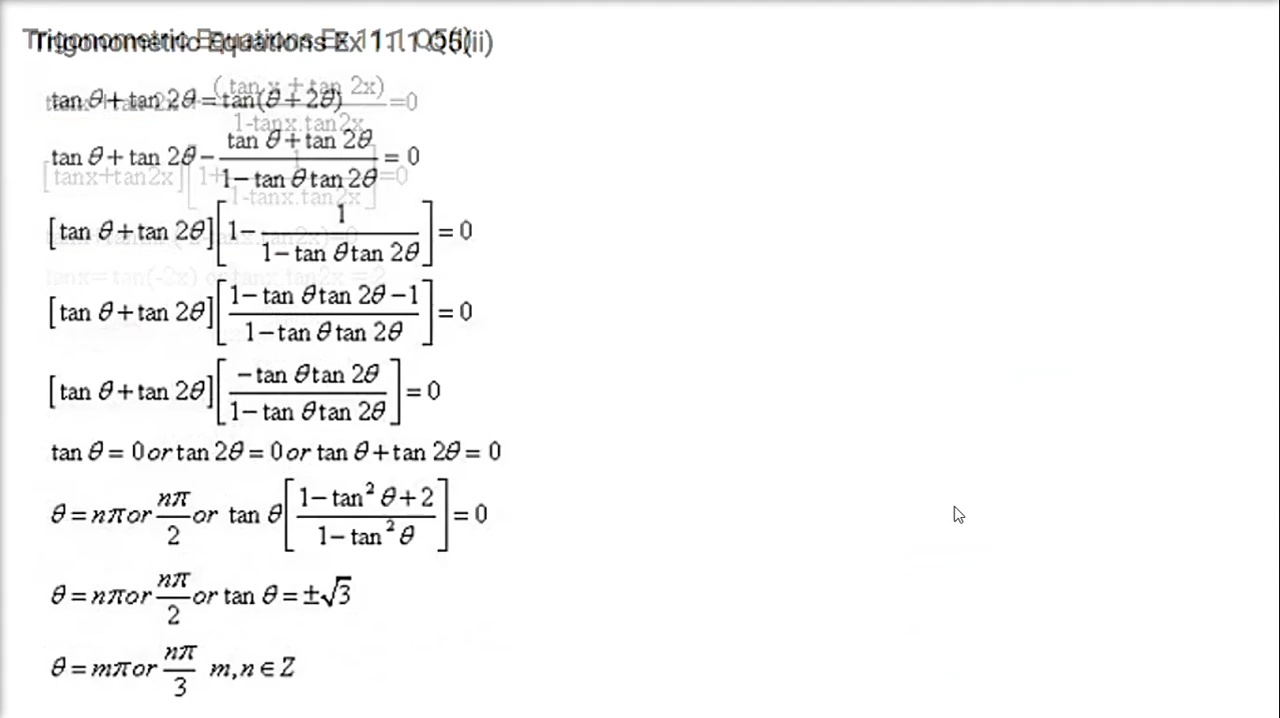 Trigonometric Equations Ex 11.1 Q5(ii)
tan θ + tan 2θ = tan(θ + 2θ)
tan θ + tan 2θ − (tan θ + tan 2θ)/(1 − tan θ tan 2θ) = 0
[tan θ + tan 2θ][1 − 1/(1 − tan θ tan 2θ)] = 0
[tan θ + tan 2θ][(1 − tan θ tan 2θ − 1)/(1 − tan θ tan 2θ)] = 0
[tan θ + tan 2θ][(− tan θ tan 2θ)/(1 − tan θ tan 2θ)] = 0
tan θ = 0 or tan 2θ = 0 or tan θ + tan 2θ = 0
θ = nπ or nπ/2 or tan θ[(1 − tan² θ + 2)/(1 − tan² θ)] = 0
θ = nπ or nπ/2 or tan θ = ±√3
θ = mπ or nπ/3 m, n ∈ Z